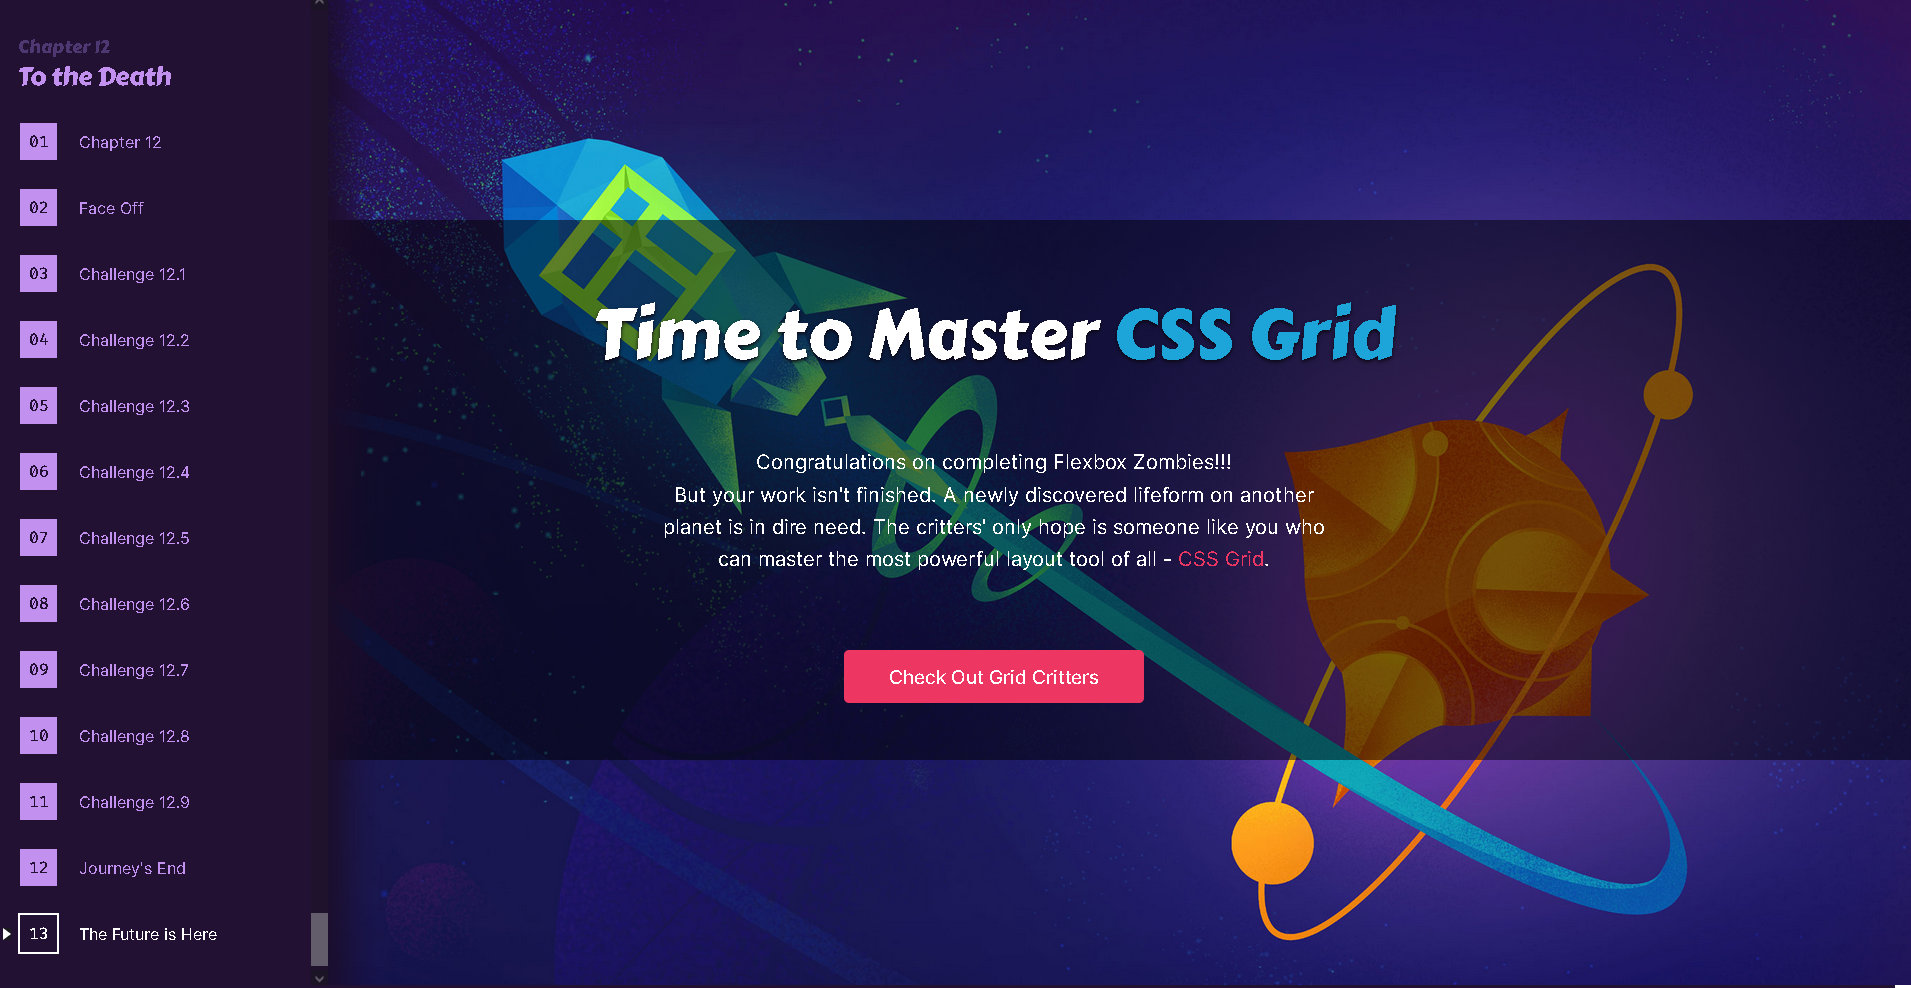 Chapter 12
To the Death
01 Chapter 12
02 Face Off
03 Challenge 12.1
04 Challenge 12.2
05 Challenge 12.3
06 Challenge 12.4
07 Challenge 12.5
08 Challenge 12.6
09 Challenge 12.7
10 Challenge 12.8
11 Challenge 12.9
12 Journey's End
13 The Future is Here
Time to Master CSS Grid
Congratulations on completing Flexbox Zombies!!!
But your work isn't finished. A newly discovered lifeform on another
planet is in dire need. The critters' only hope is someone like you who
can master the most powerful layout tool of all - CSS Grid.
Check Out Grid Critters